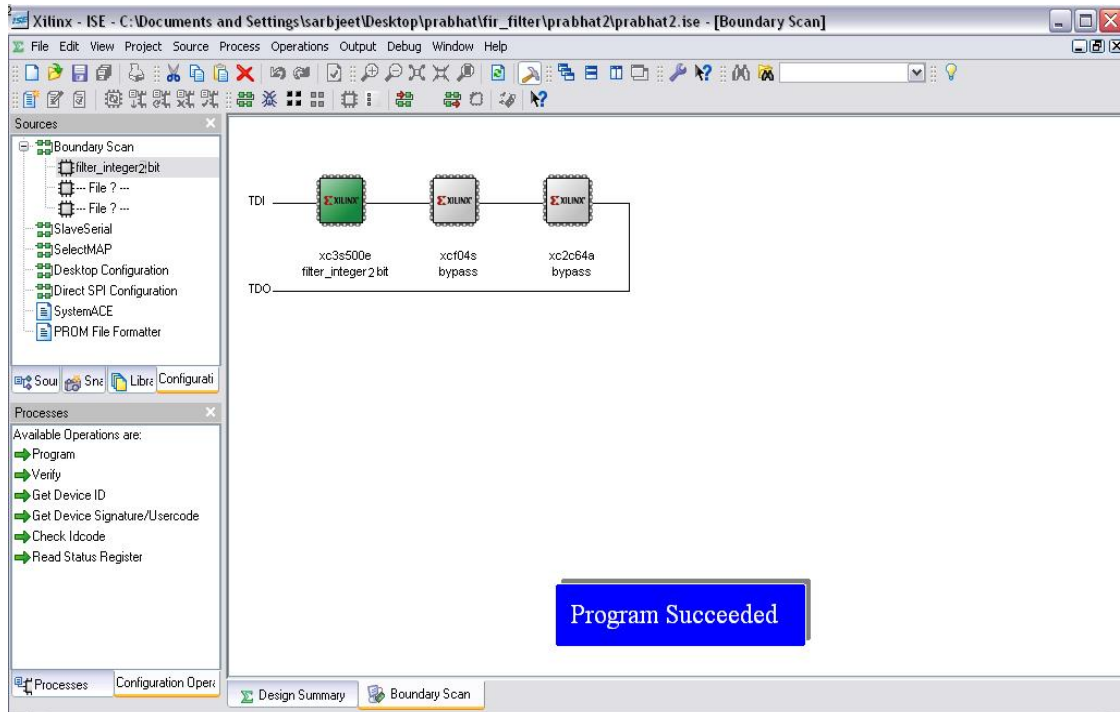 Xilinx - ISE - C:\Documents and Settings\sarbjeet\Desktop\prabhat\fir_filter\prabhat2\prabhat2.ise - [Boundary Scan]
File Edit View Project Source Process Operations Output Debug Window Help
Sources
Boundary Scan
filter_integer2.bit
--- File ? ---
--- File ? ---
SlaveSerial
SelectMAP
Desktop Configuration
Direct SPI Configuration
SystemACE
PROM File Formatter
Sour Sna Libra Configurati
TDI
XILINX XILINX XILINX
xc3s500e xcf04s xc2c64a
filter_integer2 bit bypass bypass
TDO
Processes
Available Operations are:
Program
Verify
Get Device ID
Get Device Signature/Usercode
Check Idcode
Read Status Register
Program Succeeded
Processes Configuration Opera
Design Summary Boundary Scan